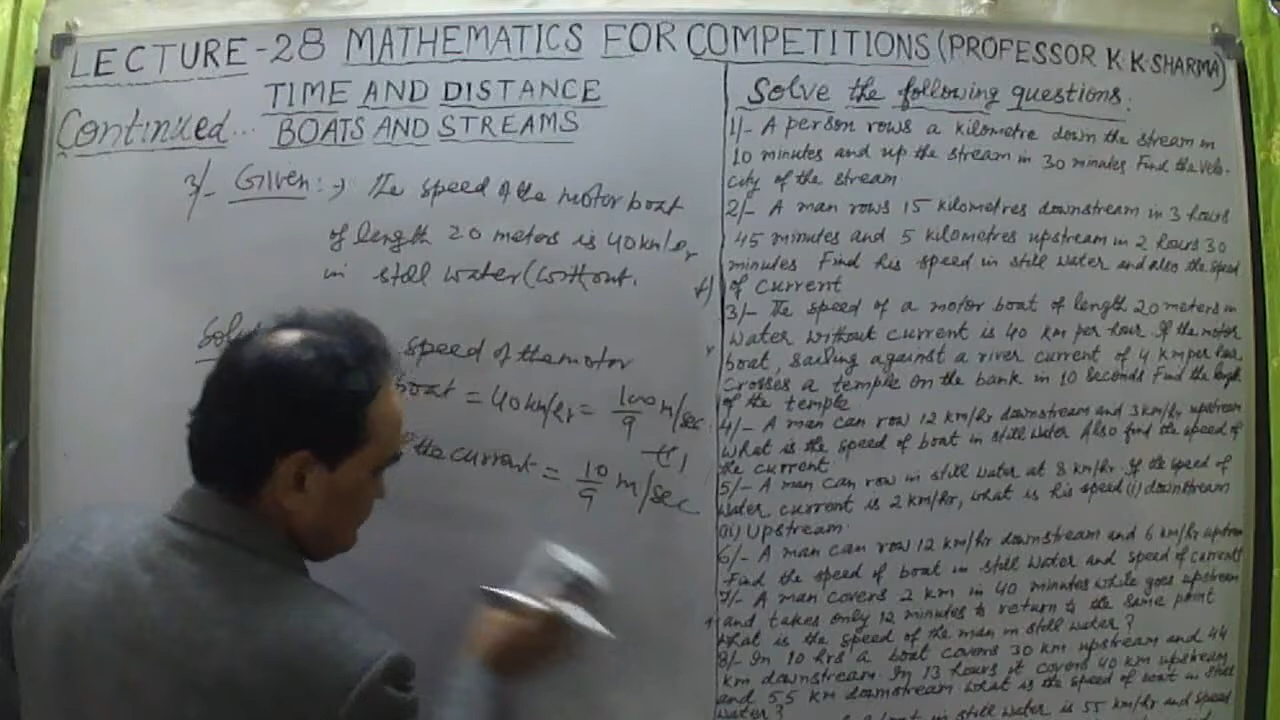 LECTURE-28 MATHEMATICS FOR COMPETITIONS (PROFESSOR K.K.SHARMA)
TIME AND DISTANCE
Continued... BOATS AND STREAMS
3/- Given:→ The speed of the motor boat
of length 20 meters is 40 km/hr
in still water (without
speed of the motor
boat = 40 km/hr = 100/9 m/sec
the current = 10/9 m/sec
Solve the following questions:
1/- A person rows a kilometre down the stream in
10 minutes and up the stream in 30 minutes Find the velo-
city of the stream
2/- A man rows 15 kilometres downstream in 3 hours
45 minutes and 5 kilometres upstream in 2 hours 30
minutes Find his speed in still water and also the speed
of current
3/- The speed of a motor boat of length 20 meters in
water without current is 40 km per hour If the motor
boat, sailing against a river current of 4 km per hour
crosses a temple on the bank in 10 seconds Find the length
of the temple
4/- A man can row 12 km/hr downstream and 3 km/hr upstream
What is the speed of boat in still water Also find the speed of
the current
5/- A man can row in still water at 8 km/hr. If the speed of
water current is 2 km/hr, what is his speed (i) downstream
(ii) Upstream
6/- A man can row 12 km/hr downstream and 6 km/hr upstream
Find the speed of boat in still water and speed of current
7/- A man covers 2 km in 40 minutes while goes upstream
and takes only 12 minutes to return to the same point
What is the speed of the man in still water?
8/- In 10 hrs a boat covers 30 km upstream and 44
km downstream. In 13 hours it covers 40 km upstream
and 55 km downstream what is the speed of boat in still
water?
boat in still water is 55 km/hr and speed